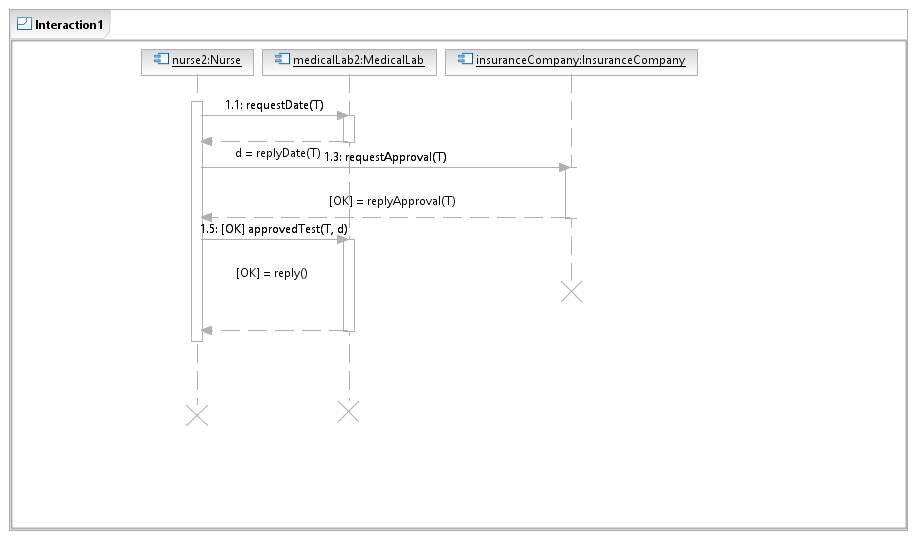 Interaction1
nurse2:Nurse
medicalLab2:MedicalLab
insuranceCompany:InsuranceCompany
1.1: requestDate(T)
d = replyDate(T)
1.3: requestApproval(T)
[OK] = replyApproval(T)
1.5: [OK] approvedTest(T, d)
[OK] = reply()